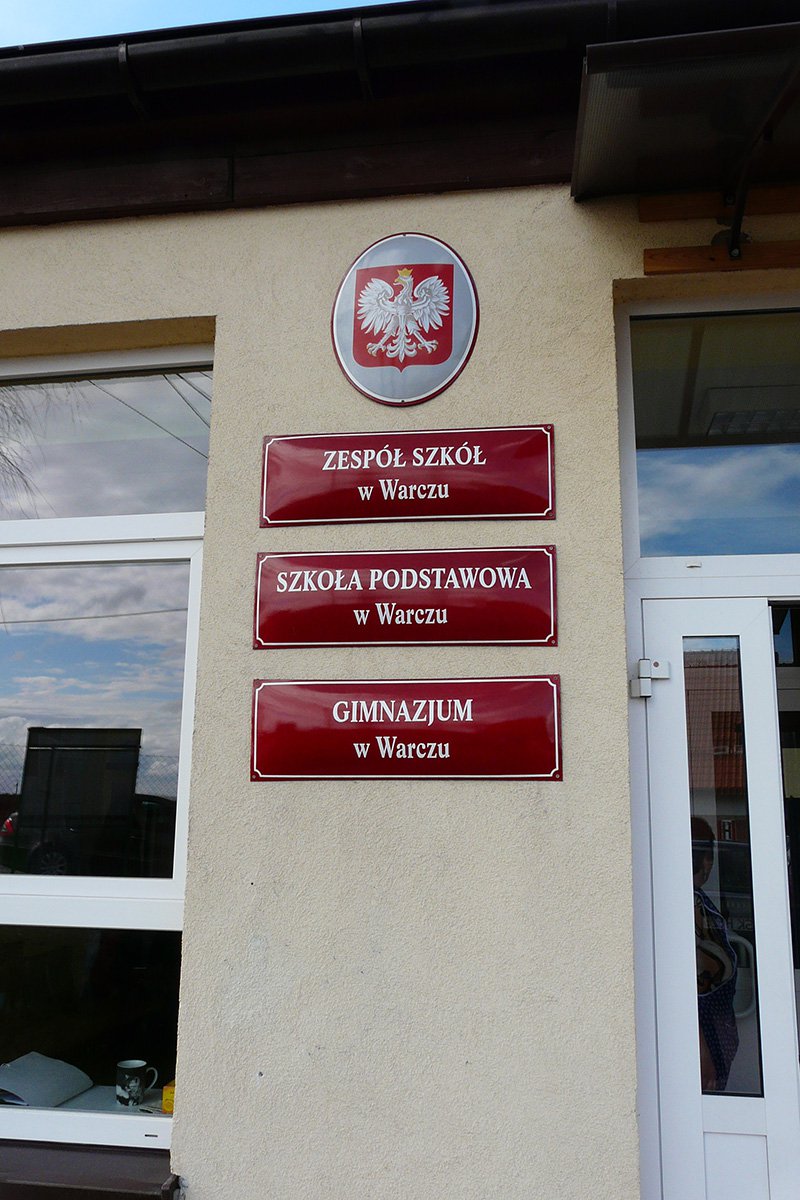 ZESPÓŁ SZKÓŁ
w Warczu
SZKOŁA PODSTAWOWA
w Warczu
GIMNAZJUM
w Warczu